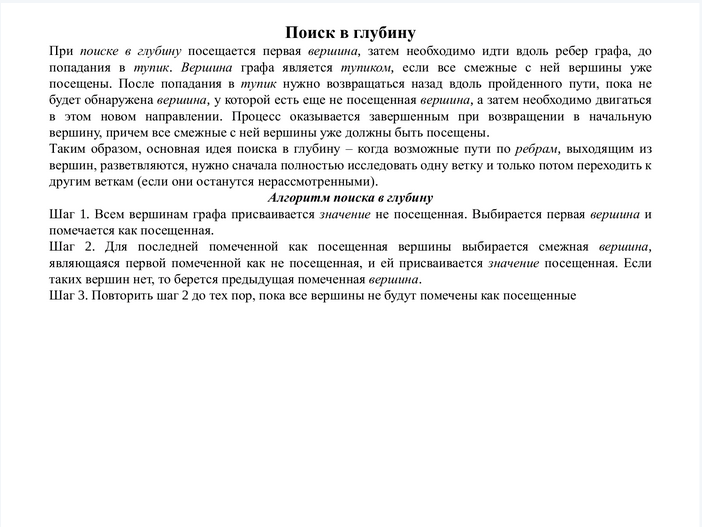 Поиск в глубину
При поиске в глубину посещается первая вершина, затем необходимо идти вдоль ребер графа, до
попадания в тупик. Вершина графа является тупиком, если все смежные с ней вершины уже
посещены. После попадания в тупик нужно возвращаться назад вдоль пройденного пути, пока не
будет обнаружена вершина, у которой есть еще не посещенная вершина, а затем необходимо двигаться
в этом новом направлении. Процесс оказывается завершенным при возвращении в начальную
вершину, причем все смежные с ней вершины уже должны быть посещены.
Таким образом, основная идея поиска в глубину – когда возможные пути по ребрам, выходящим из
вершин, разветвляются, нужно сначала полностью исследовать одну ветку и только потом переходить к
другим веткам (если они останутся нерассмотренными).
Алгоритм поиска в глубину
Шаг 1. Всем вершинам графа присваивается значение не посещенная. Выбирается первая вершина и
помечается как посещенная.
Шаг 2. Для последней помеченной как посещенная вершины выбирается смежная вершина,
являющаяся первой помеченной как не посещенная, и ей присваивается значение посещенная. Если
таких вершин нет, то берется предыдущая помеченная вершина.
Шаг 3. Повторить шаг 2 до тех пор, пока все вершины не будут помечены как посещенные